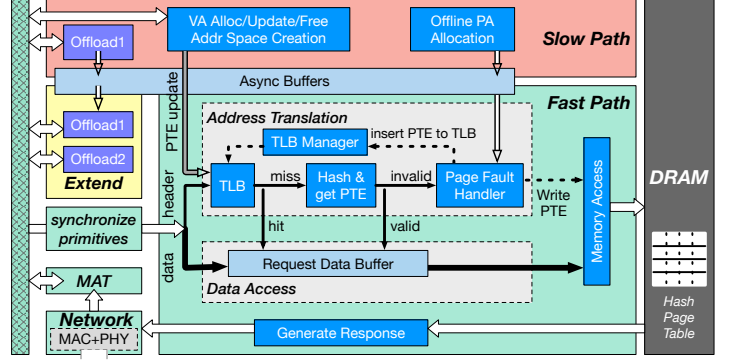 VA Alloc/Update/Free
Addr Space Creation
Offline PA
Allocation
Slow Path
Offload1
Async Buffers
Fast Path
PTE update
Address Translation
TLB Manager
insert PTE to TLB
Offload1
Offload2
Extend
TLB
miss
Hash &
get PTE
invalid
Page Fault
Handler
Write
PTE
Memory Access
DRAM
header
synchronize
primitives
hit
valid
data
Request Data Buffer
Data Access
MAT
Network
MAC+PHY
Generate Response
Hash
Page
Table